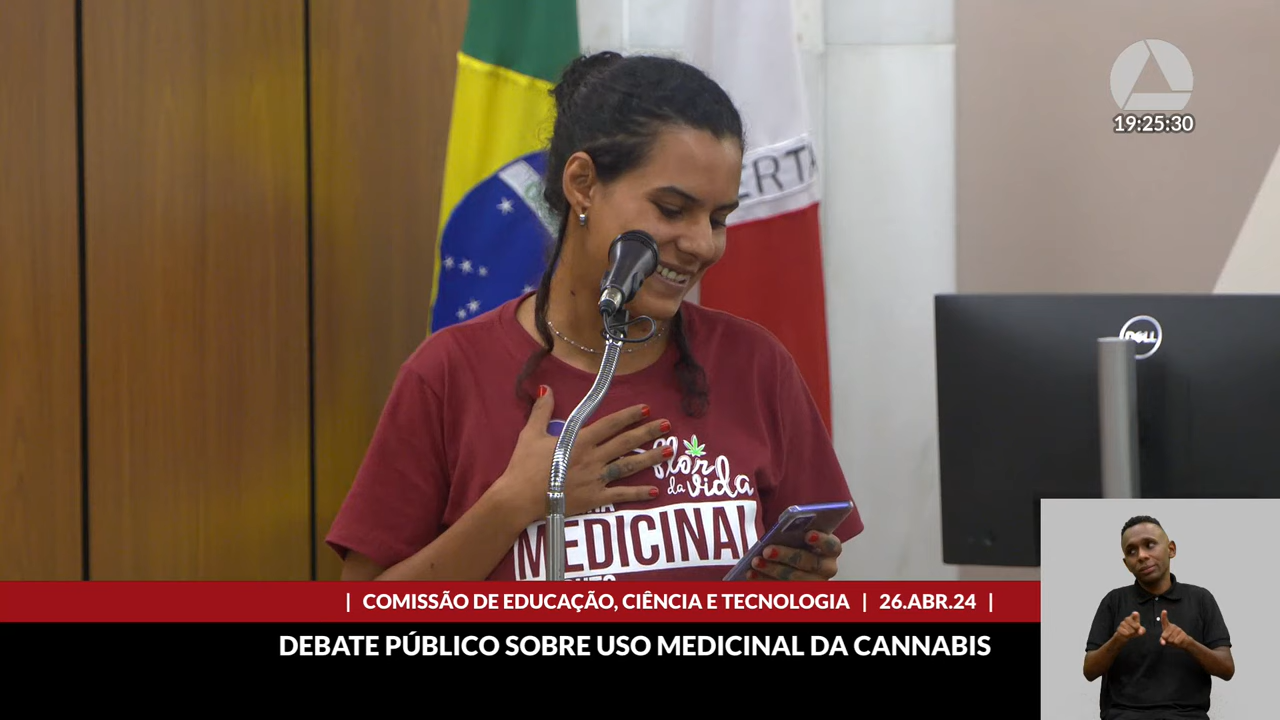 19:25:30
ERTA
DELL
flor
da vida
MEDICINAL
| COMISSÃO DE EDUCAÇÃO, CIÊNCIA E TECNOLOGIA | 26.ABR.24 |
DEBATE PÚBLICO SOBRE USO MEDICINAL DA CANNABIS